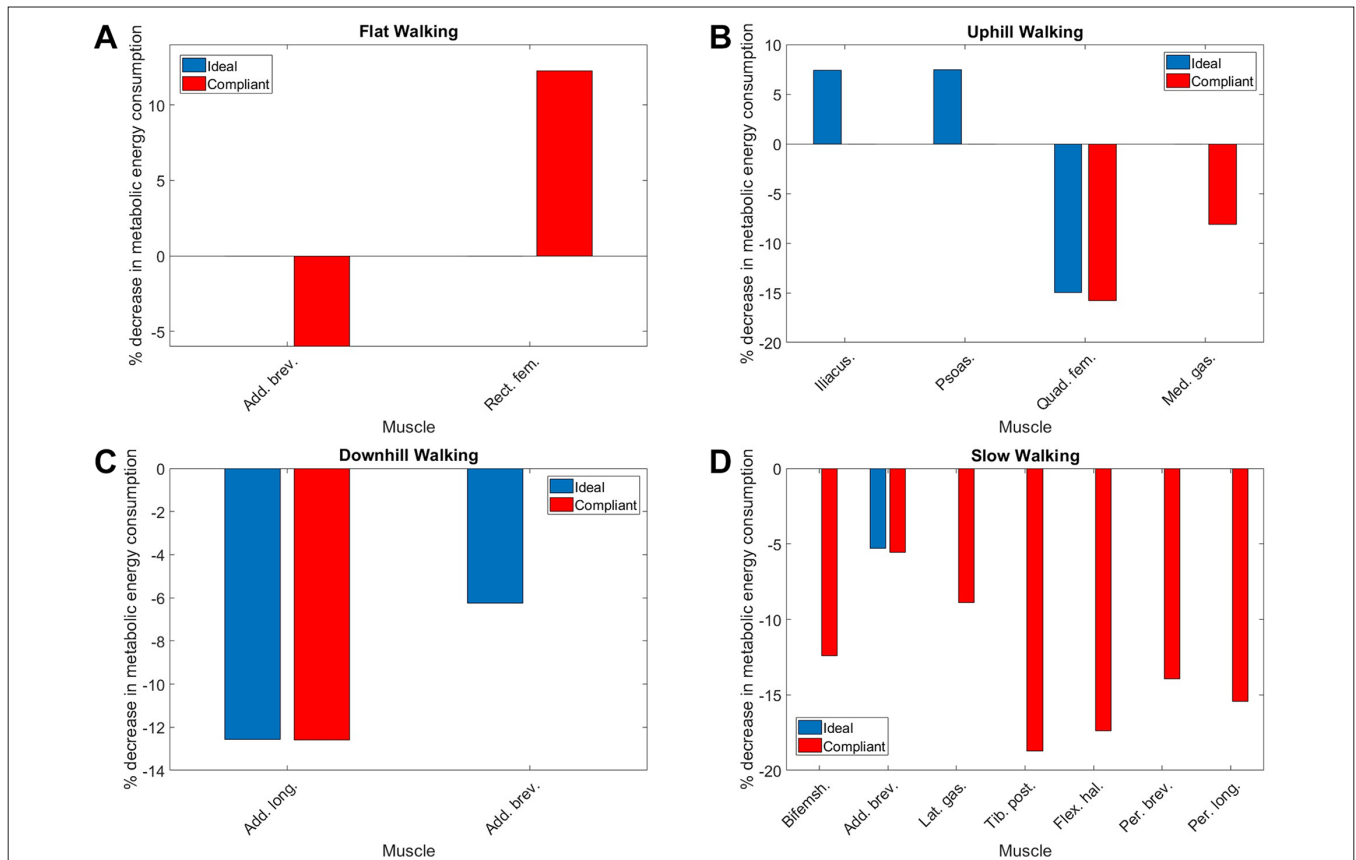 A
Flat Walking
Ideal
Compliant
% decrease in metabolic energy consumption
10
5
0
-5
Add. brev.
Rect. fem.
Muscle
B
Uphill Walking
Ideal
Compliant
% decrease in metabolic energy consumption
10
5
0
-5
-10
-15
-20
Iliacus.
Psoas.
Quad. fem.
Med. gas.
Muscle
C
Downhill Walking
Ideal
Compliant
% decrease in metabolic energy consumption
0
-2
-4
-6
-8
-10
-12
-14
Add. long.
Add. brev.
Muscle
D
Slow Walking
Ideal
Compliant
% decrease in metabolic energy consumption
0
-5
-10
-15
-20
Bifemsh.
Add. brev.
Lat. gas.
Tib. post.
Flex. hal.
Per. brev.
Per. long.
Muscle